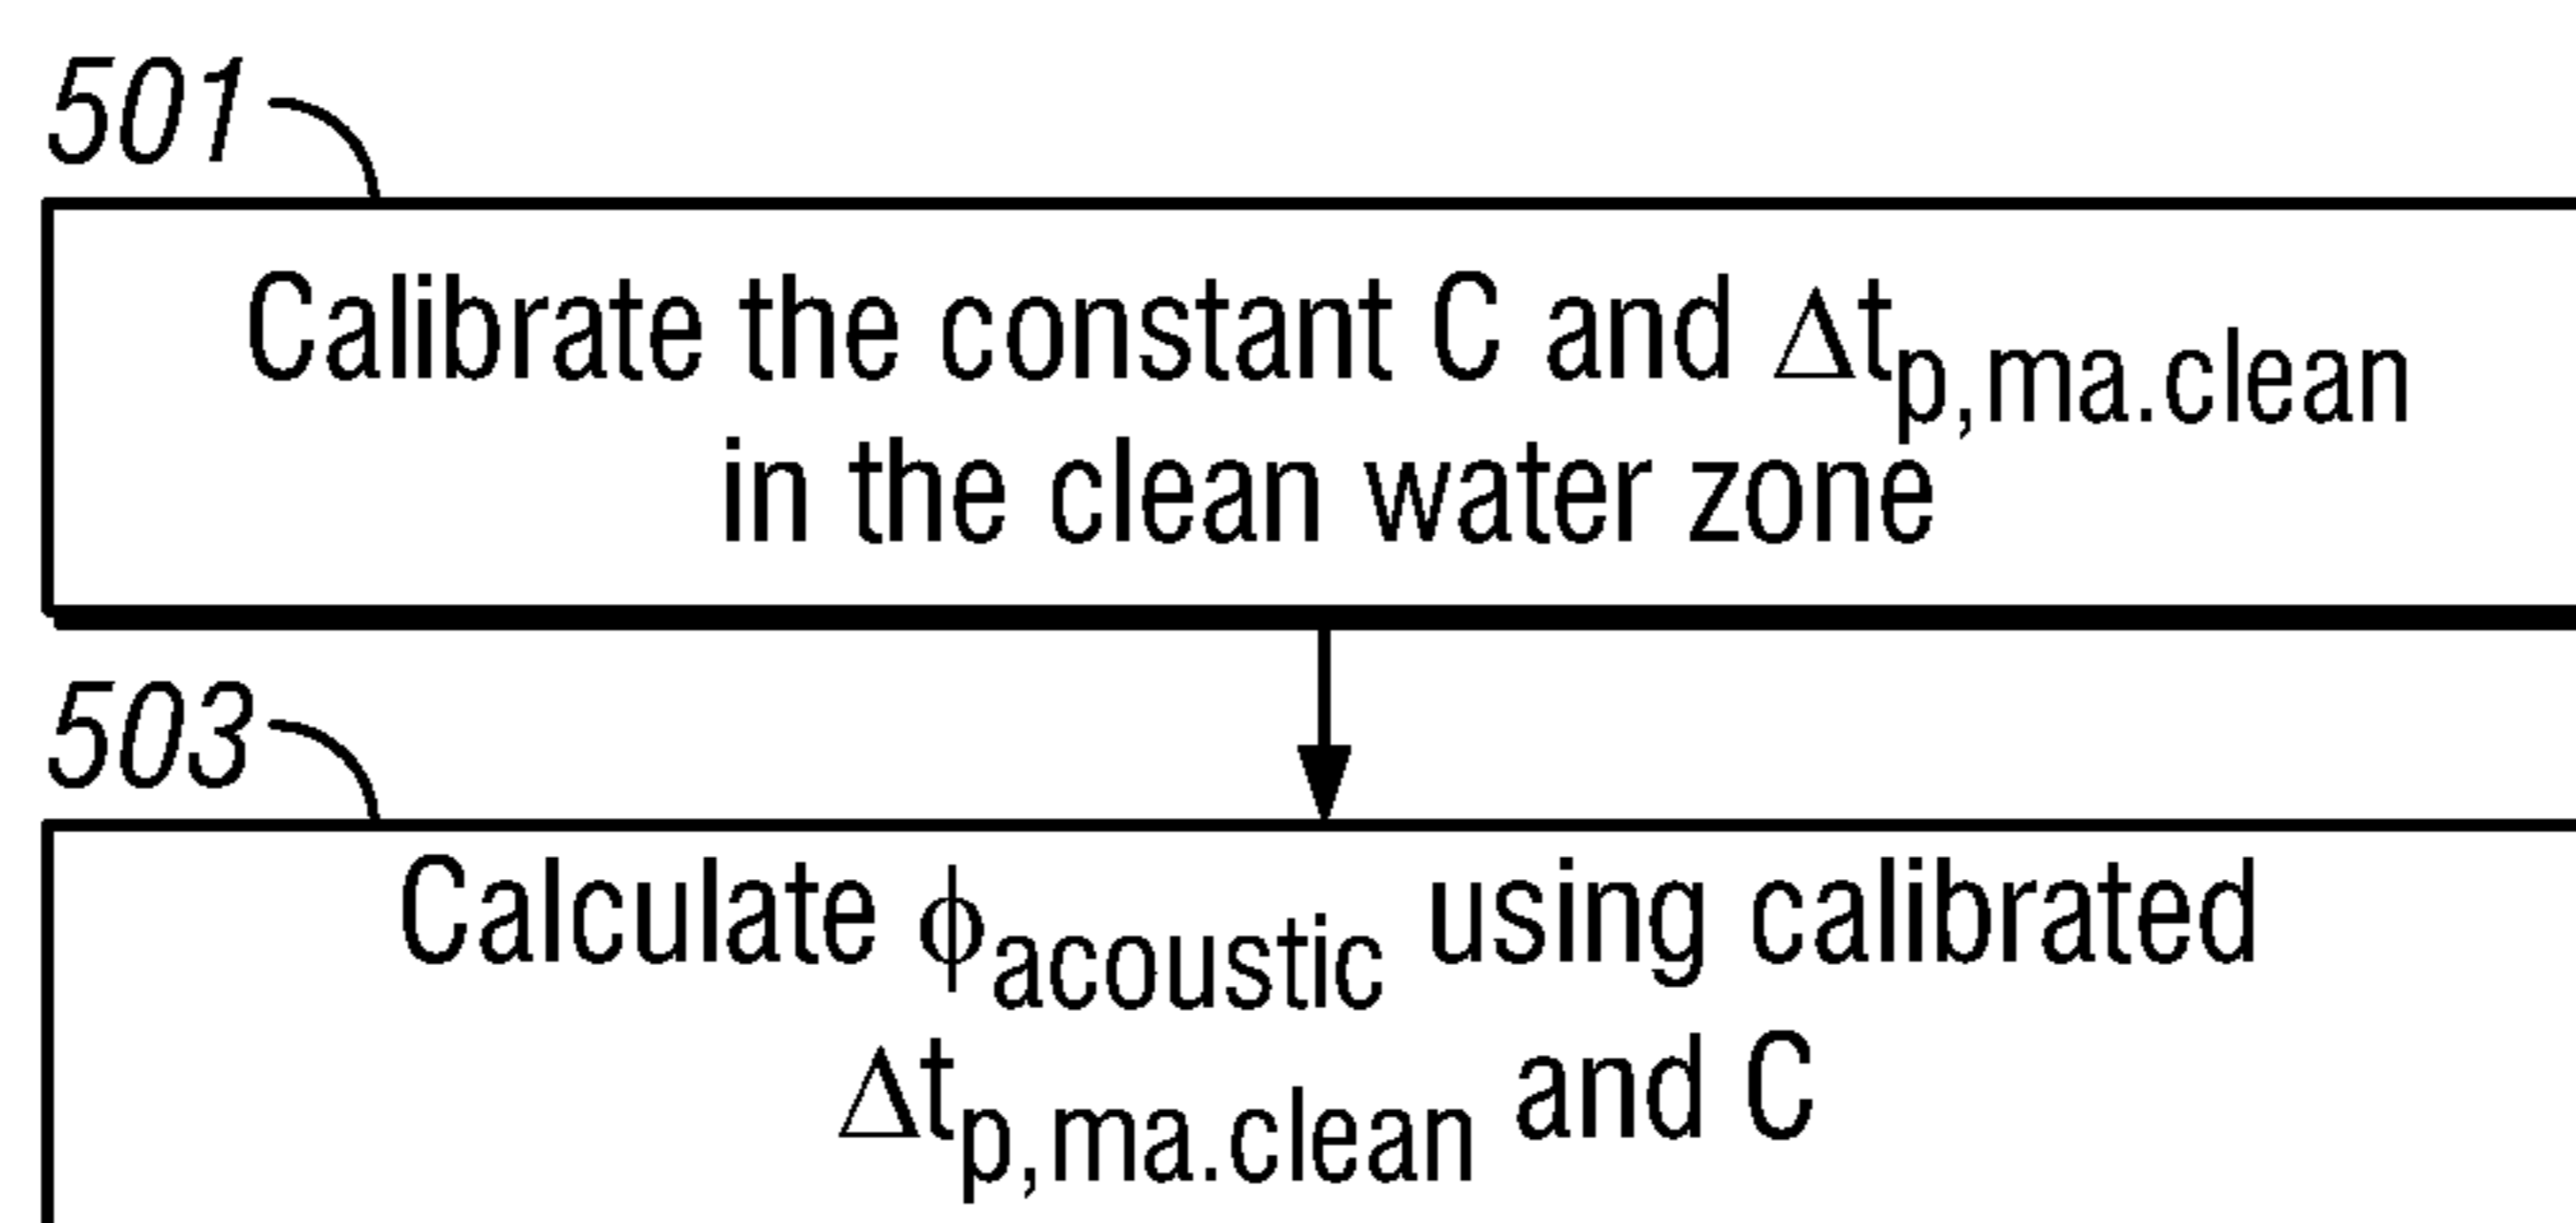 501
Calibrate the constant C and Δtp,ma.clean
in the clean water zone
503
Calculate ϕacoustic using calibrated
Δtp,ma.clean and C